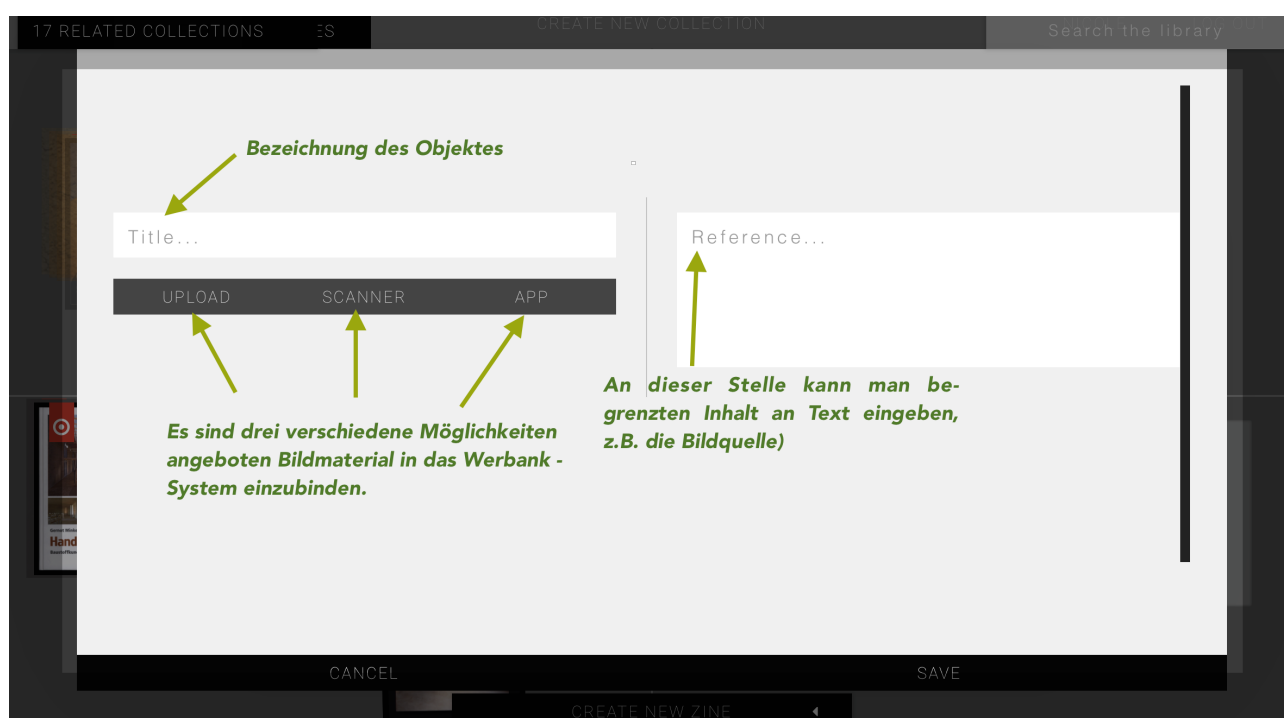 17 RELATED COLLECTIONS ES
CREATE NEW COLLECTION
Search the library
Bezeichnung des Objektes
Title...
Reference...
UPLOAD SCANNER APP
An dieser Stelle kann man be-
grenzten Inhalt an Text eingeben,
z.B. die Bildquelle)
Es sind drei verschiedene Möglichkeiten
angeboten Bildmaterial in das Werbank -
System einzubinden.
Hand
CANCEL SAVE
CREATE NEW ZINE